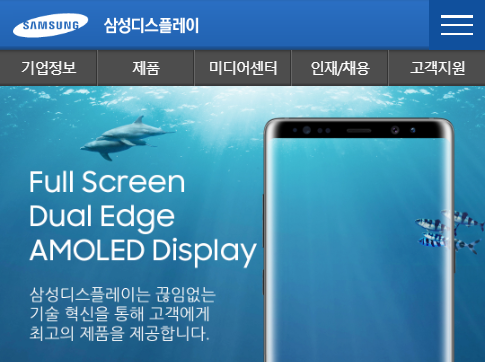 SAMSUNG 삼성디스플레이
기업정보 제품 미디어센터 인재/채용 고객지원
Full Screen
Dual Edge
AMOLED Display
삼성디스플레이는 끊임없는
기술 혁신을 통해 고객에게
최고의 제품을 제공합니다.